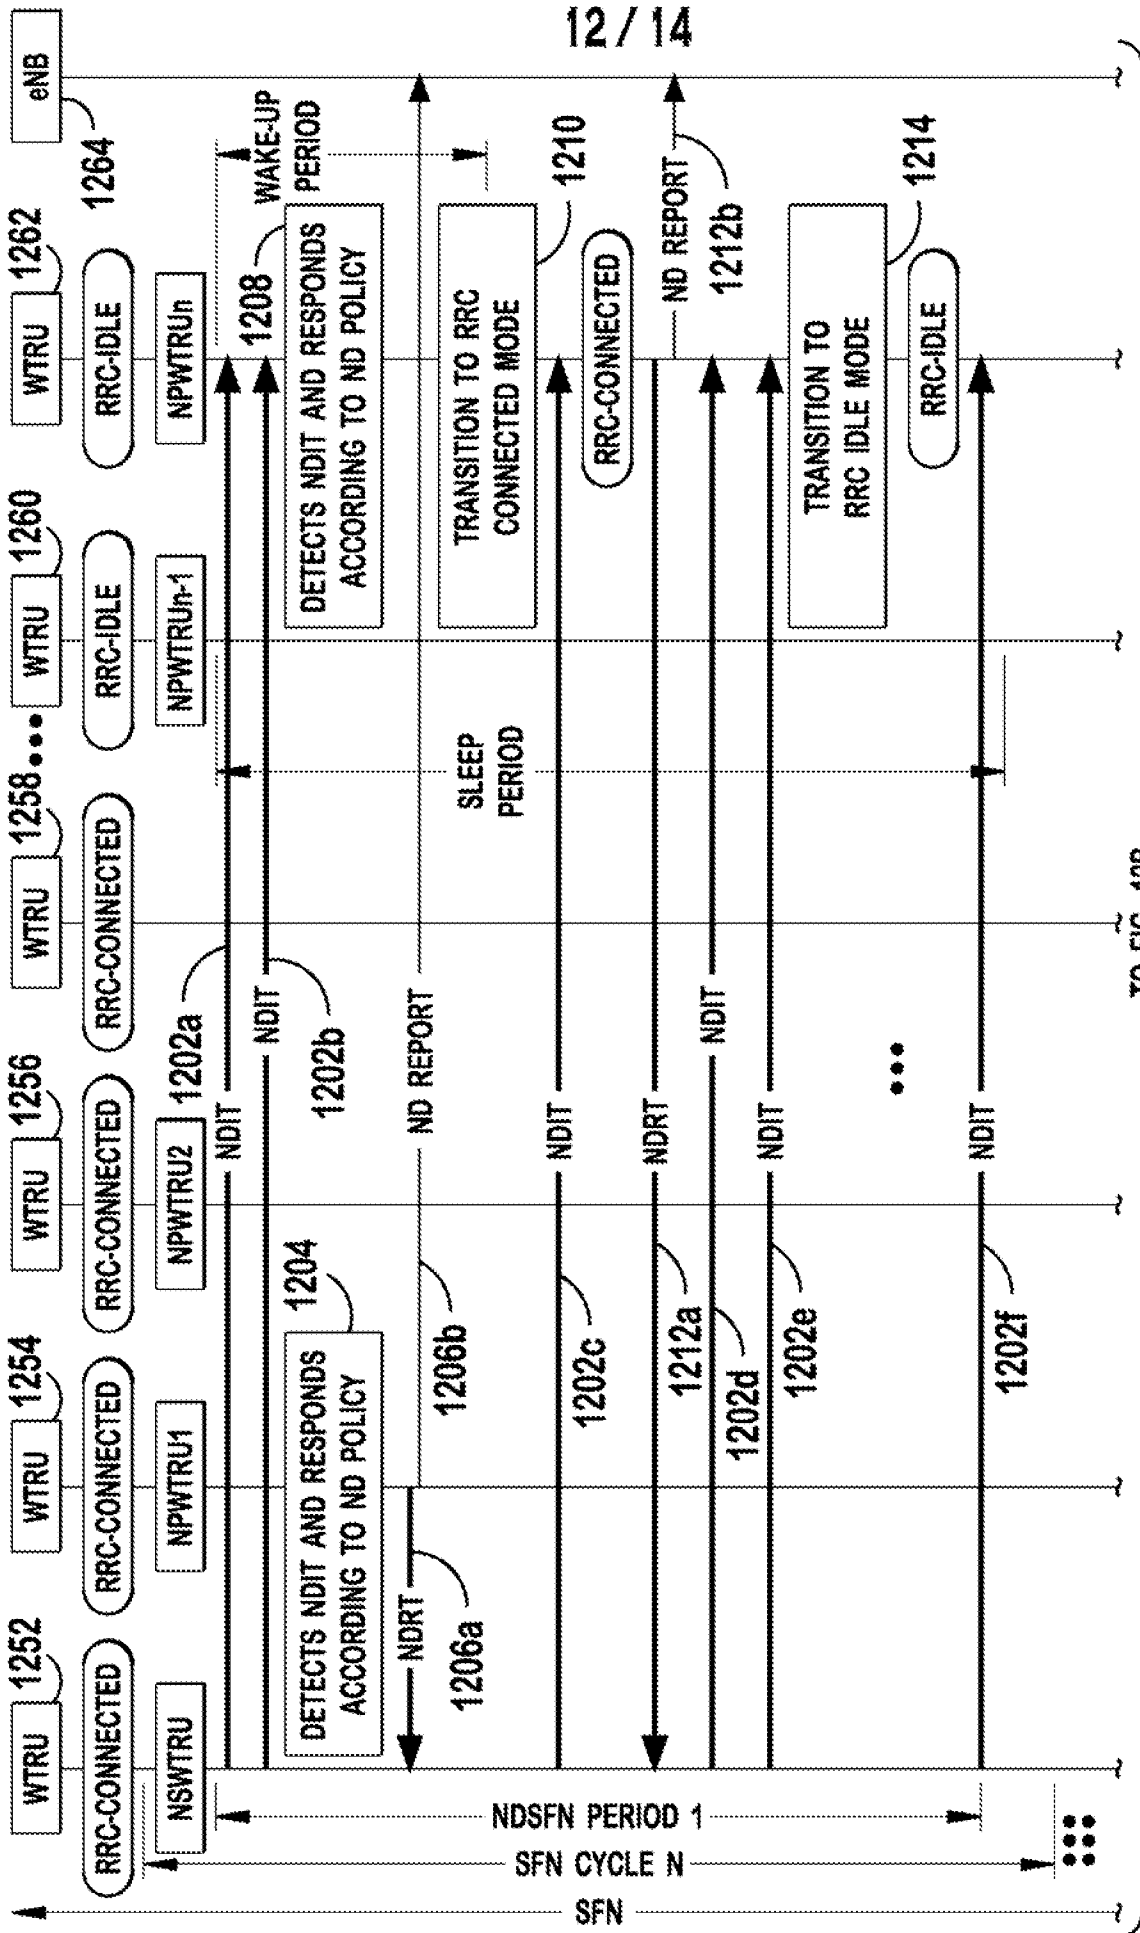 12 / 14
1252
1254
1256
1258
1260
1262
1264
WTRU
WTRU
WTRU
WTRU
WTRU
WTRU
eNB
RRC-CONNECTED
RRC-CONNECTED
RRC-CONNECTED
RRC-CONNECTED
RRC-IDLE
RRC-IDLE
NSWTRU
NPWTRU1
NPWTRU2
NPWTRUn-1
NPWTRUn
NDIT
1202a
NDIT
1202b
WAKE-UP
PERIOD
1204
DETECTS NDIT AND RESPONDS
ACCORDING TO ND POLICY
1208
DETECTS NDIT AND RESPONDS
ACCORDING TO ND POLICY
NDRT
1206a
ND REPORT
1206b
SLEEP
PERIOD
TRANSITION TO RRC
CONNECTED MODE
1210
NDIT
1202c
RRC-CONNECTED
NDRT
1212a
ND REPORT
1212b
NDIT
1202d
NDIT
1202e
TRANSITION TO
RRC IDLE MODE
1214
RRC-IDLE
NDIT
1202f
NDSFN PERIOD 1
SFN CYCLE N
SFN
TO FIG.